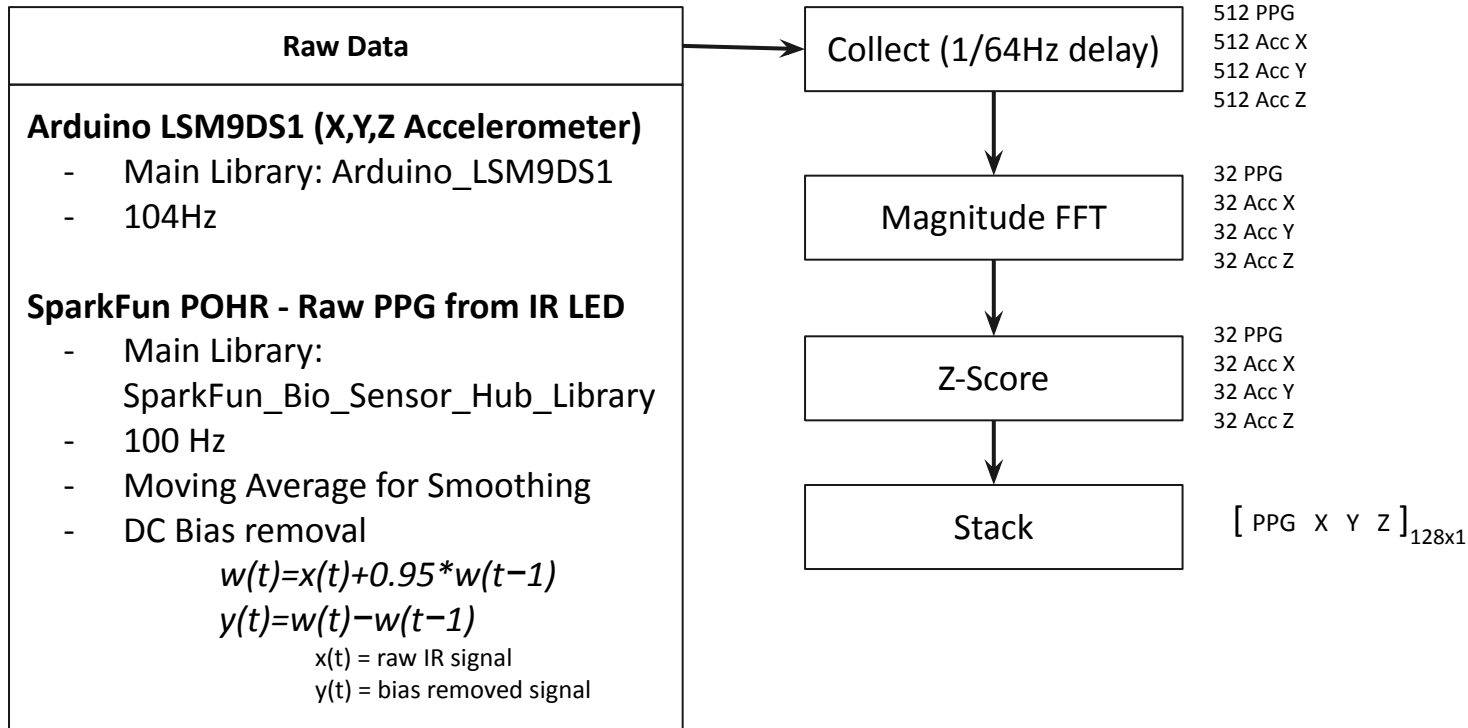 Raw Data
Arduino LSM9DS1 (X,Y,Z Accelerometer)
- Main Library: Arduino_LSM9DS1
- 104Hz
SparkFun POHR - Raw PPG from IR LED
- Main Library:
SparkFun_Bio_Sensor_Hub_Library
- 100 Hz
- Moving Average for Smoothing
- DC Bias removal
w(t)=x(t)+0.95*w(t−1)
y(t)=w(t)−w(t−1)
x(t) = raw IR signal
y(t) = bias removed signal
Collect (1/64Hz delay)
512 PPG
512 Acc X
512 Acc Y
512 Acc Z
Magnitude FFT
32 PPG
32 Acc X
32 Acc Y
32 Acc Z
Z-Score
32 PPG
32 Acc X
32 Acc Y
32 Acc Z
Stack
[ PPG X Y Z ]128x1